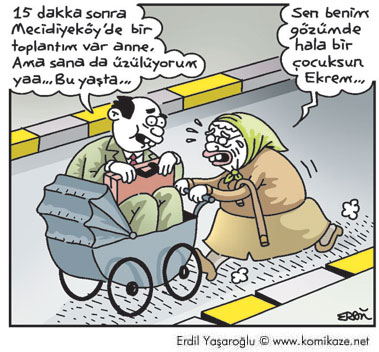 15 dakka sonra
Mecidiyeköy'de bir
toplantım var anne.
Ama sana da üzülüyorum
yaa... Bu yaşta...
Sen benim
gözümde
hala bir
çocuksun
Ekrem...
Erdil Yaşaroğlu © www.komikaze.net